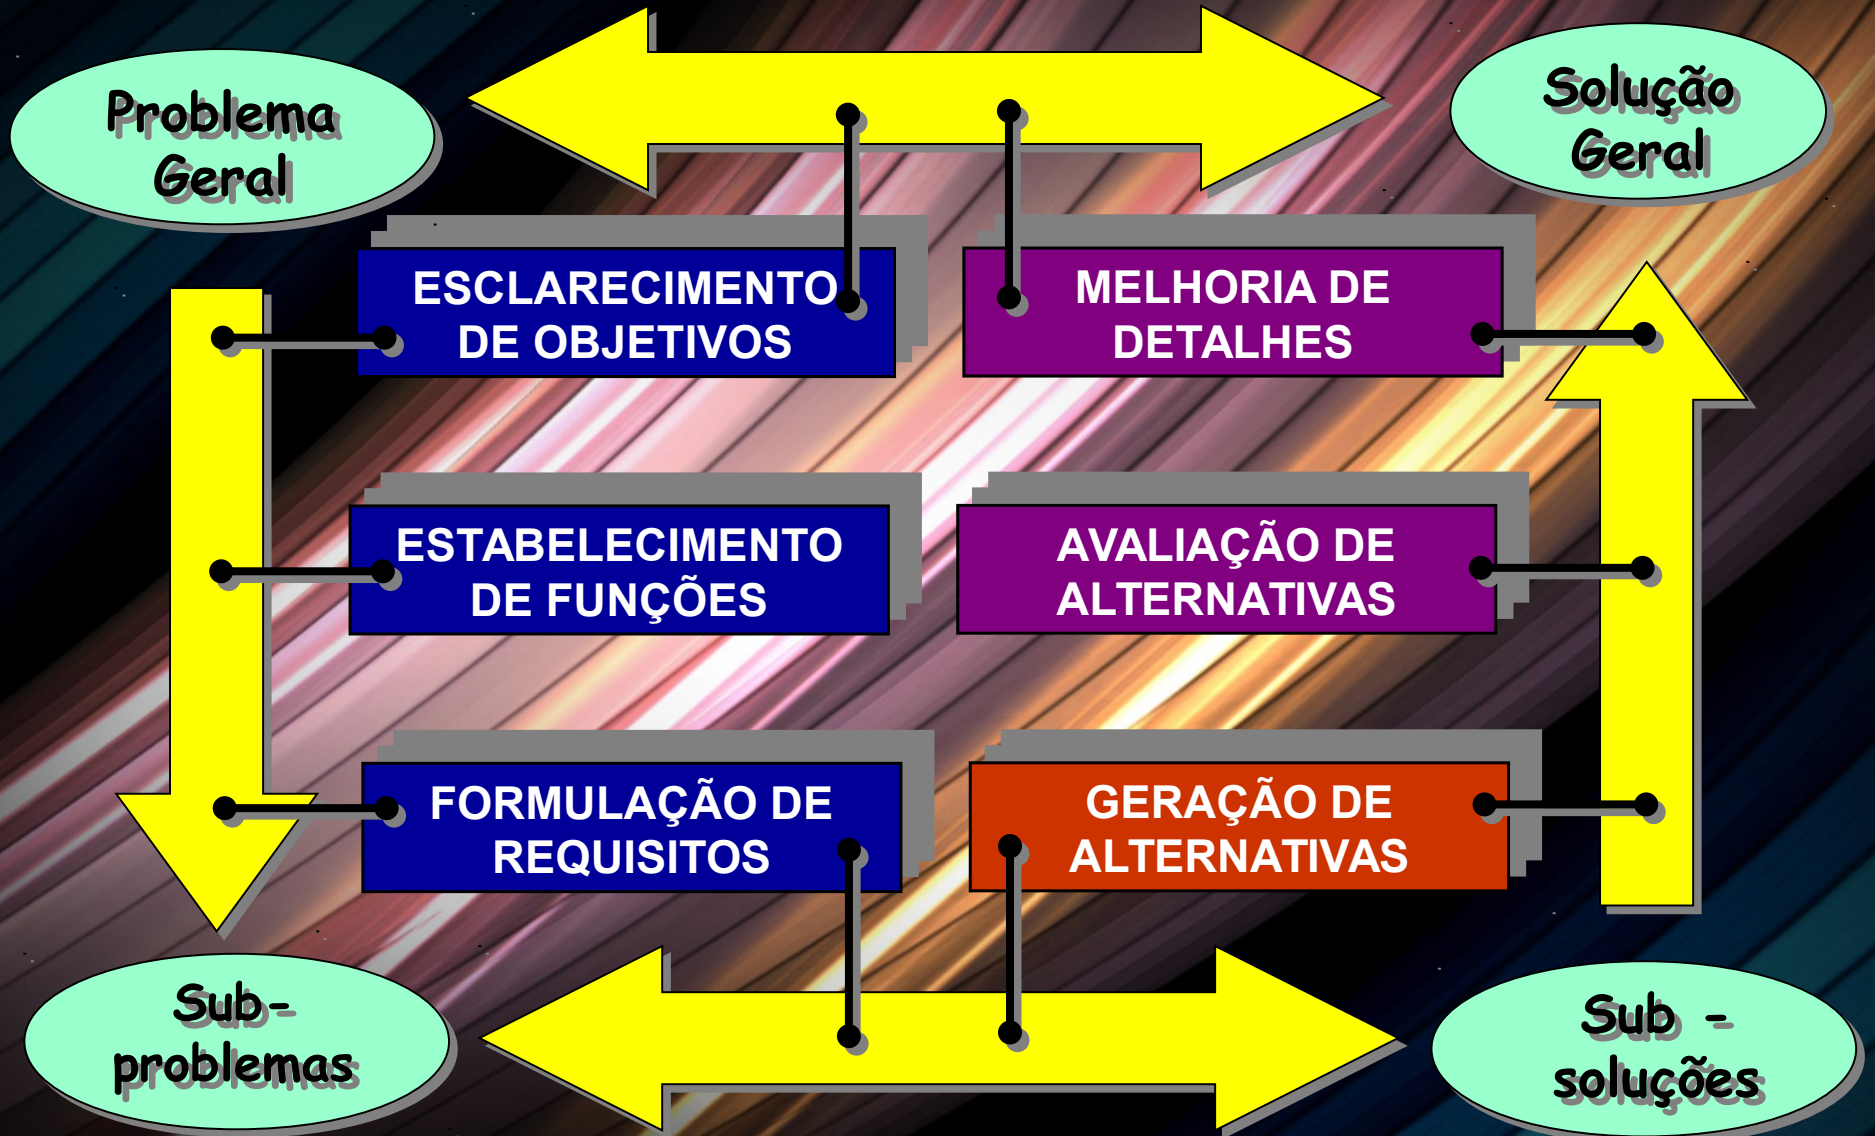 Problema
Geral
Solução
Geral
ESCLARECIMENTO
DE OBJETIVOS
MELHORIA DE
DETALHES
ESTABELECIMENTO
DE FUNÇÕES
AVALIAÇÃO DE
ALTERNATIVAS
FORMULAÇÃO DE
REQUISITOS
GERAÇÃO DE
ALTERNATIVAS
Sub-
problemas
Sub -
soluções